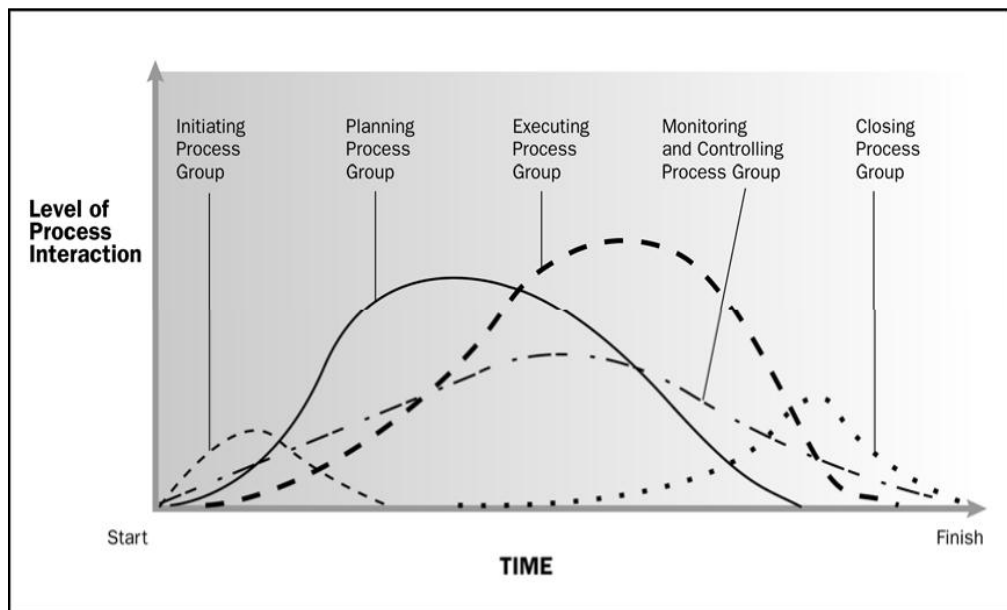 Initiating
Process
Group
Planning
Process
Group
Executing
Process
Group
Monitoring
and Controlling
Process Group
Closing
Process
Group
Level of
Process
Interaction
Start
Finish
TIME